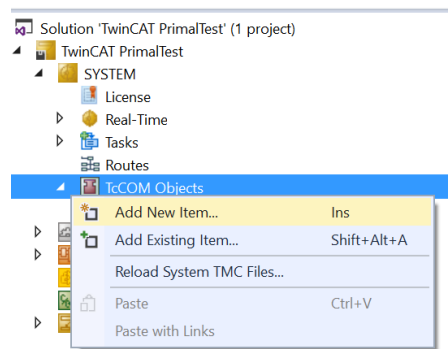 Solution 'TwinCAT PrimalTest' (1 project)
TwinCAT PrimalTest
SYSTEM
License
Real-Time
Tasks
Routes
TcCOM Objects
Add New Item... Ins
Add Existing Item... Shift+Alt+A
Reload System TMC Files...
Paste Ctrl+V
Paste with Links